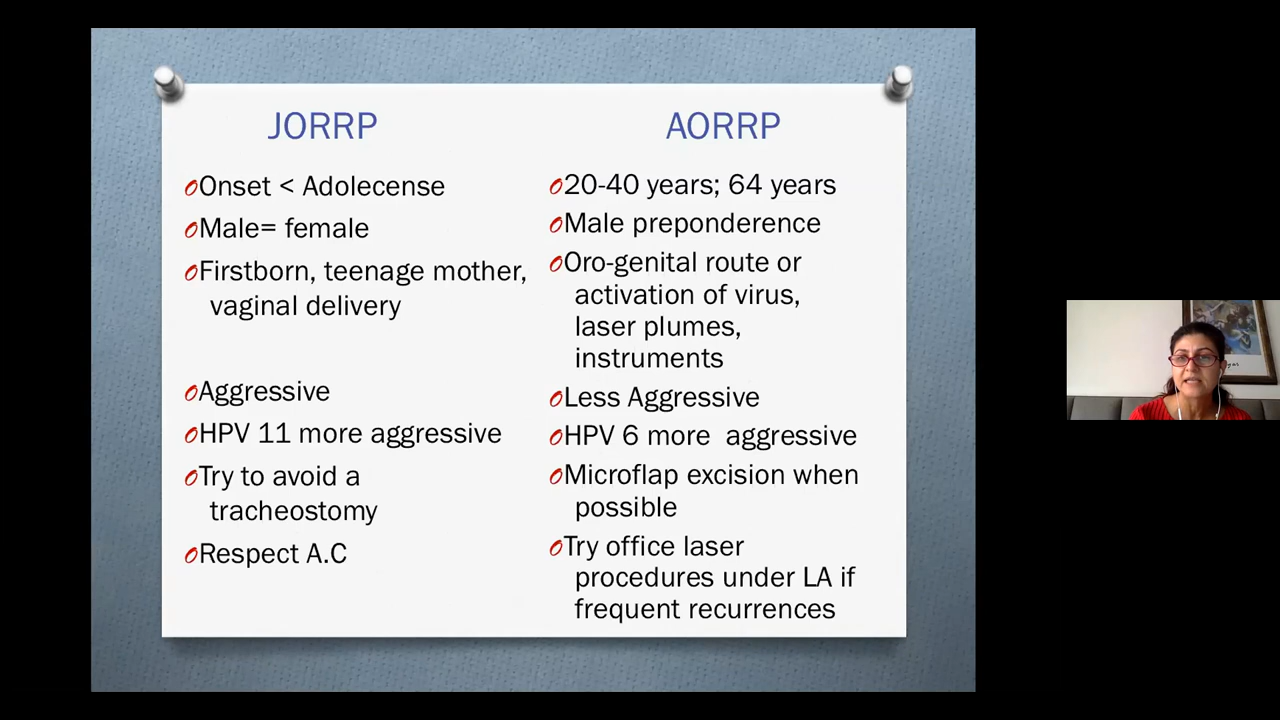 JORRP
Onset < Adolecense
Male= female
Firstborn, teenage mother,
vaginal delivery
Aggressive
HPV 11 more aggressive
Try to avoid a
tracheostomy
Respect A.C
AORRP
20-40 years; 64 years
Male preponderence
Oro-genital route or
activation of virus,
laser plumes,
instruments
Less Aggressive
HPV 6 more aggressive
Microflap excision when
possible
Try office laser
procedures under LA if
frequent recurrences